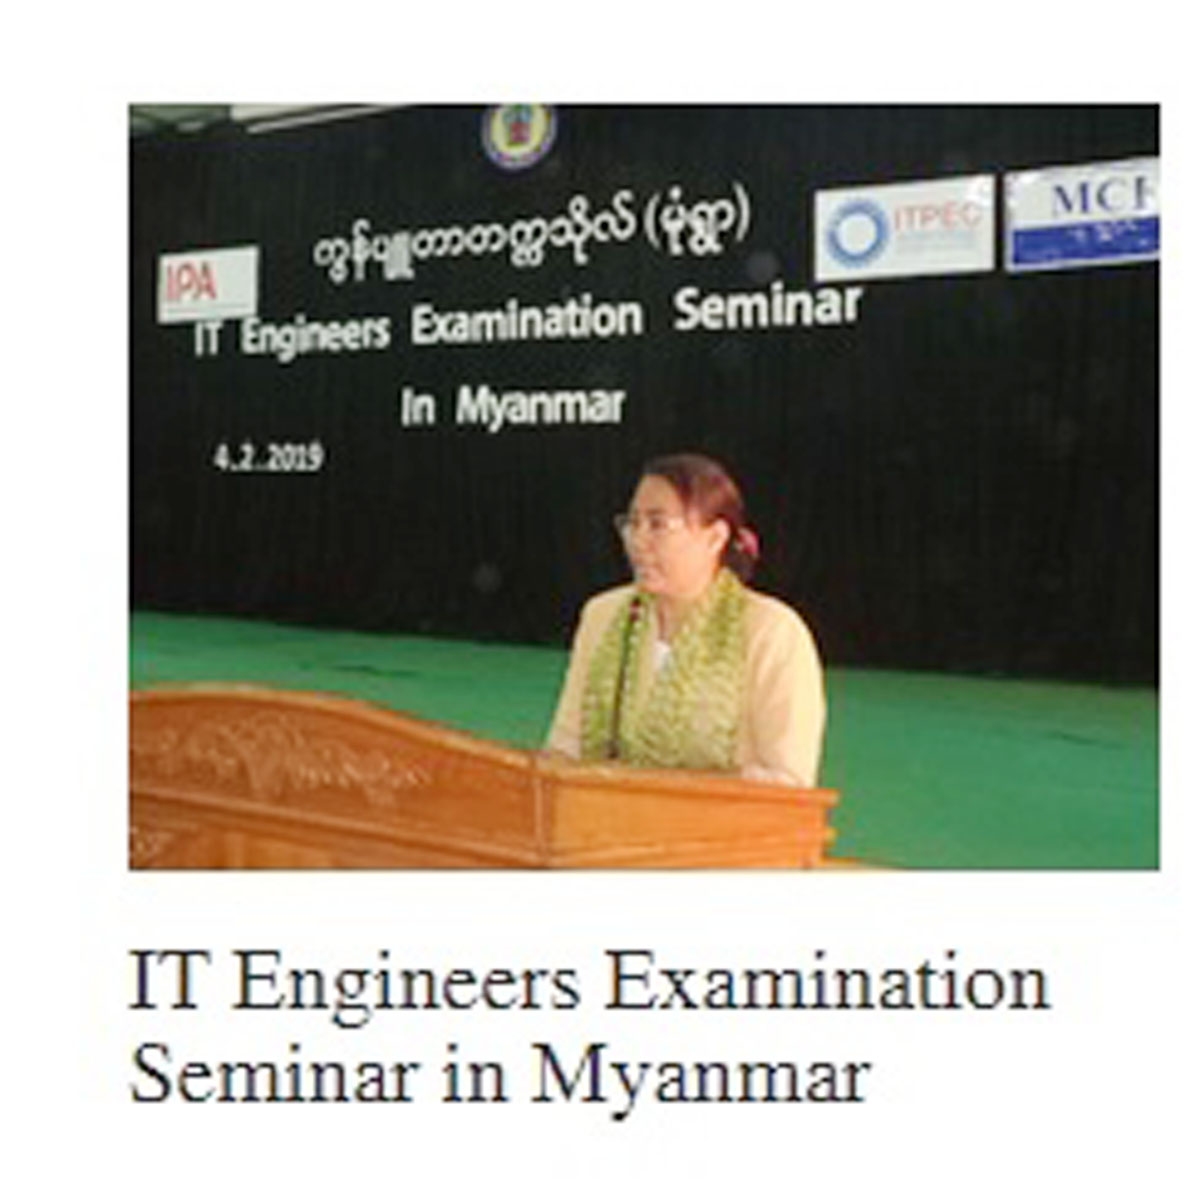 ကွန်ပျူတာတက္ကသိုလ် (မုံရွာ)
IPA
ITPEC
MCF
IT Engineers Examination Seminar
In Myanmar
4.2.2019
IT Engineers Examination
Seminar in Myanmar